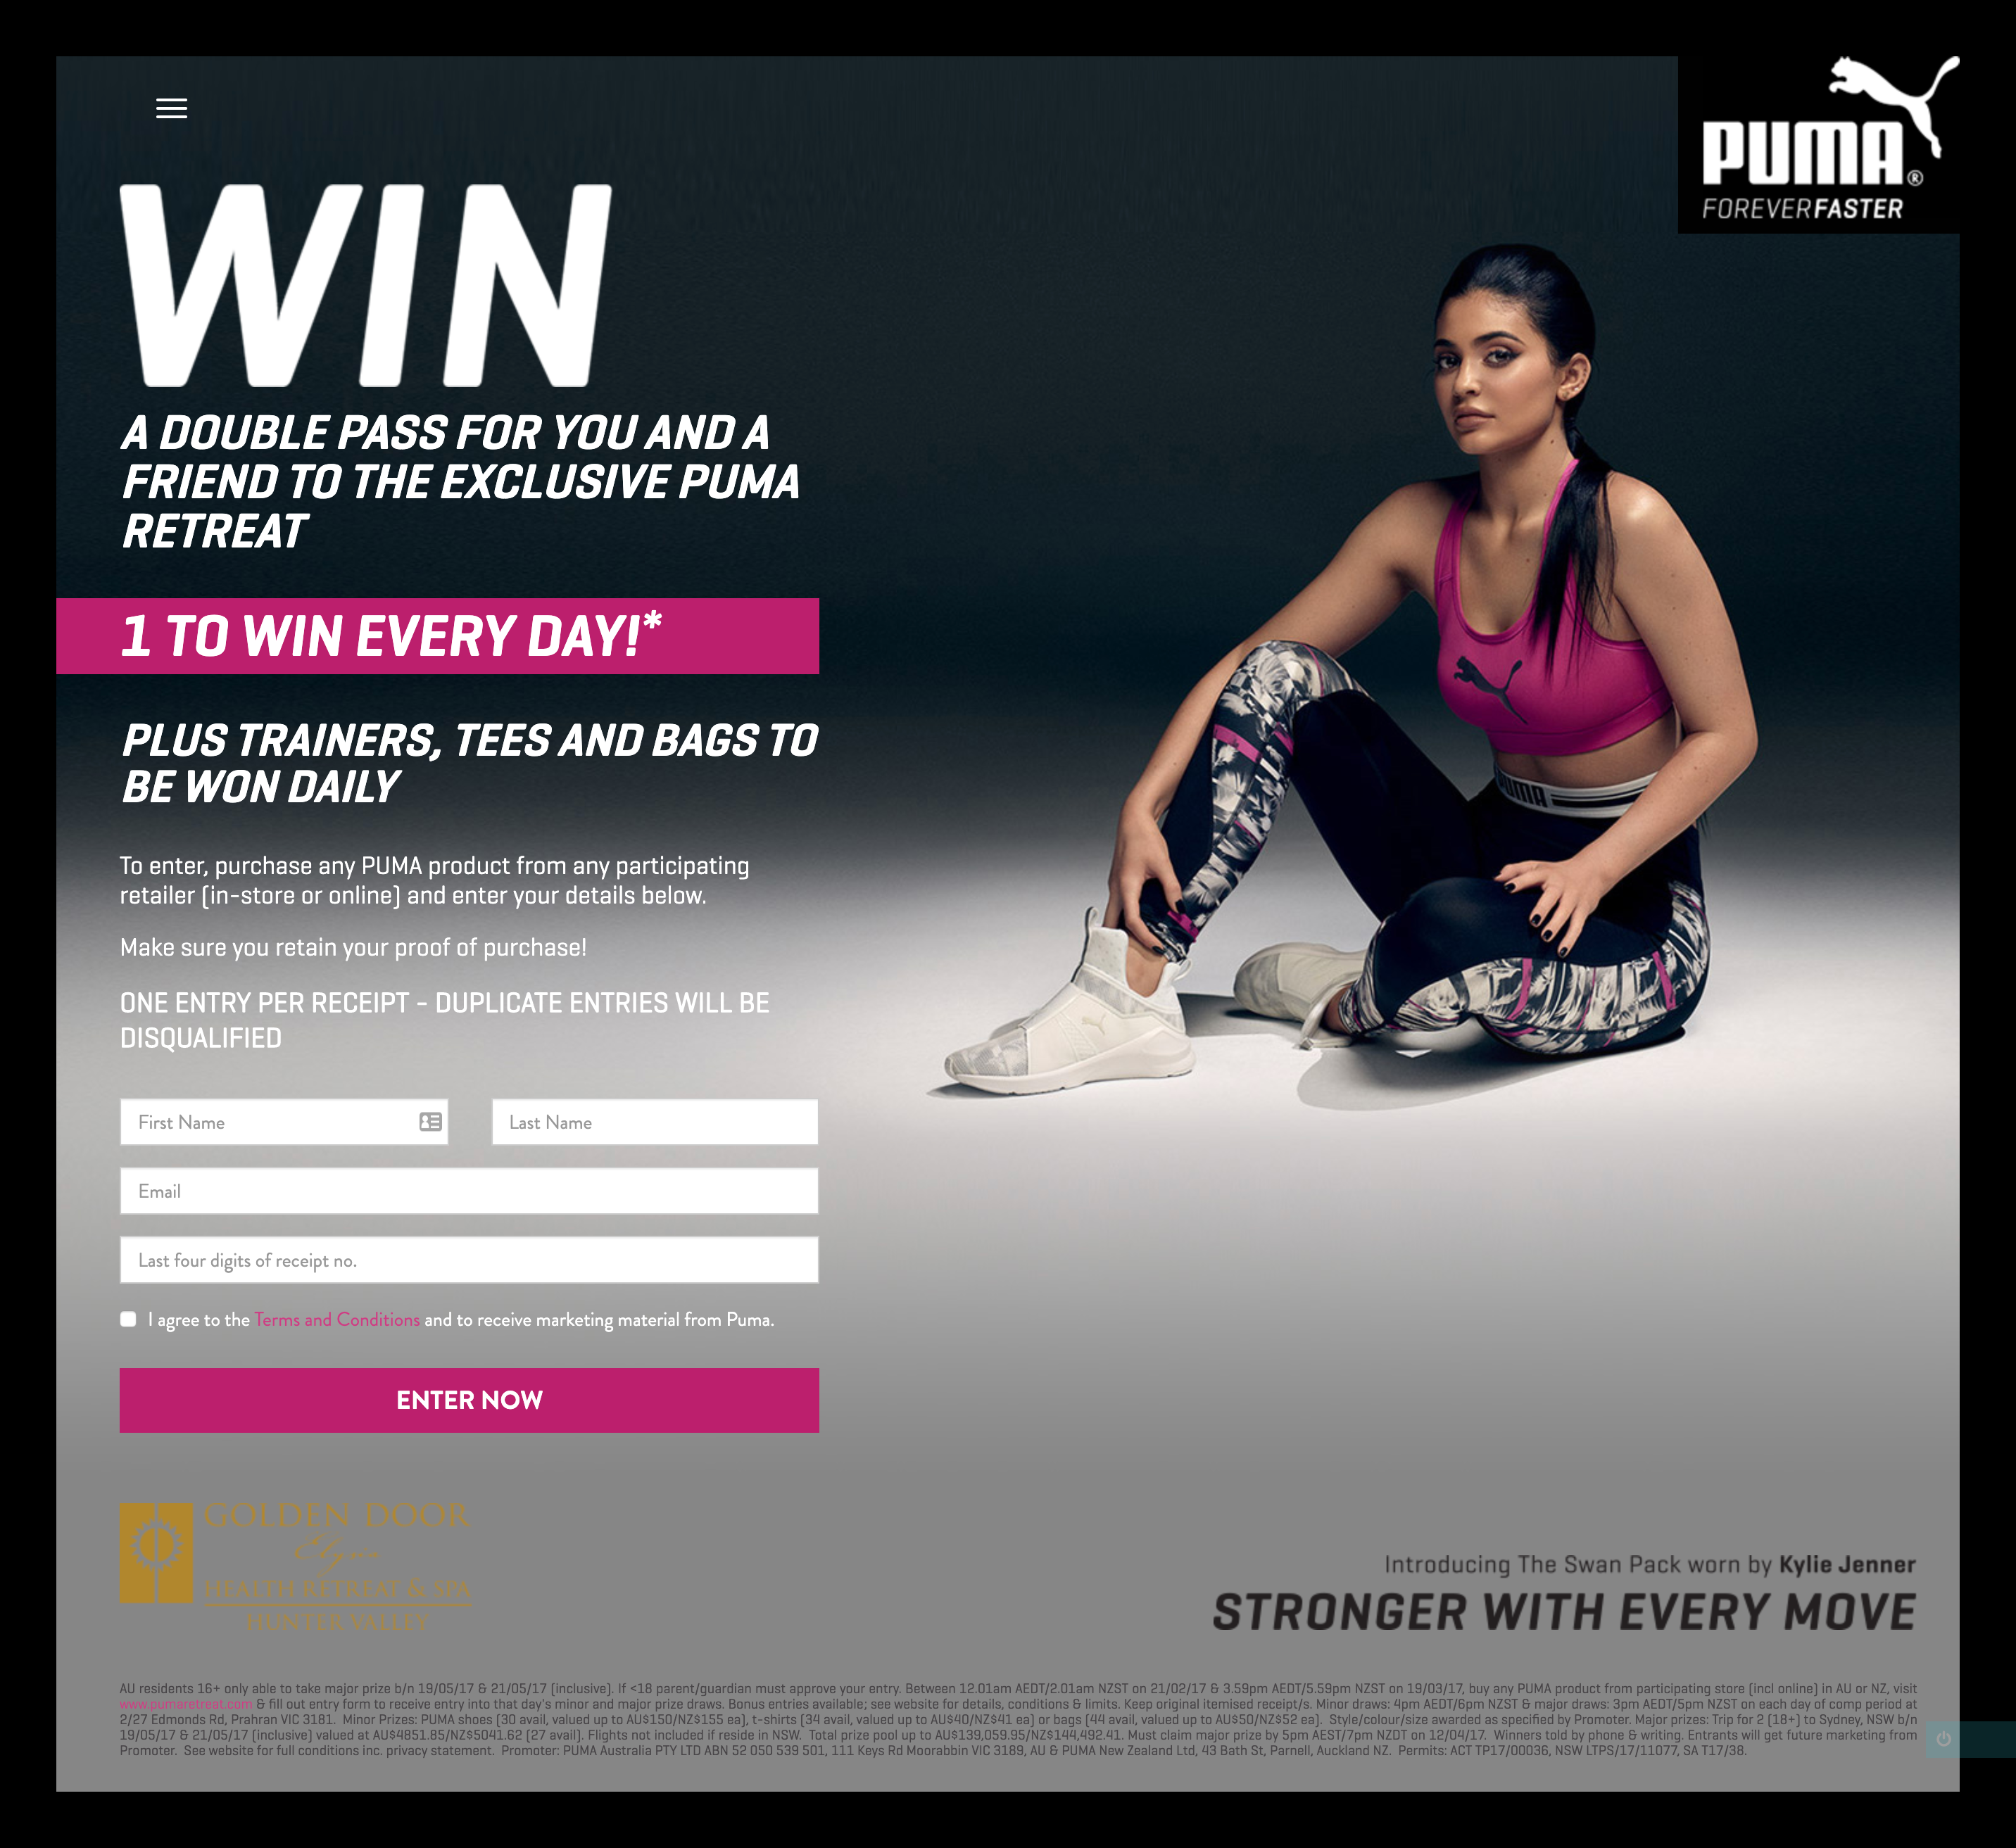 PUMA®
FOREVERFASTER
WIN
A DOUBLE PASS FOR YOU AND A
FRIEND TO THE EXCLUSIVE PUMA
RETREAT
1 TO WIN EVERY DAY!*
PLUS TRAINERS, TEES AND BAGS TO
BE WON DAILY
To enter, purchase any PUMA product from any participating
retailer (in-store or online) and enter your details below.
Make sure you retain your proof of purchase!
ONE ENTRY PER RECEIPT - DUPLICATE ENTRIES WILL BE
DISQUALIFIED
First Name
Last Name
Email
Last four digits of receipt no.
I agree to the Terms and Conditions and to receive marketing material from Puma.
ENTER NOW
PUMA
GOLDEN DOOR
Elysia
HEALTH RETREAT & SPA
HUNTER VALLEY
Introducing The Swan Pack worn by Kylie Jenner
STRONGER WITH EVERY MOVE
AU residents 16+ only able to take major prize b/n 19/05/17 & 21/05/17 (inclusive). If <18 parent/guardian must approve your entry. Between 12.01am AEDT/2.01am NZST on 21/02/17 & 3.59pm AEDT/5.59pm NZST on 19/03/17, buy any PUMA product from participating store (incl online) in AU or NZ, visit
www.pumaretreat.com & fill out entry form to receive entry into that day's minor and major prize draws. Bonus entries available; see website for details, conditions & limits. Keep original itemised receipt/s. Minor draws: 4pm AEDT/6pm NZST & major draws: 3pm AEDT/5pm NZST on each day of comp period at
2/27 Edmonds Rd, Prahran VIC 3181. Minor Prizes: PUMA shoes (30 avail, valued up to AU$150/NZ$155 ea), t-shirts (34 avail, valued up to AU$40/NZ$41 ea) or bags (44 avail, valued up to AU$50/NZ$52 ea). Style/colour/size awarded as specified by Promoter. Major prizes: Trip for 2 (18+) to Sydney, NSW b/n
19/05/17 & 21/05/17 (inclusive) valued at AU$4851.85/NZ$5041.62 (27 avail). Flights not included if reside in NSW. Total prize pool up to AU$139,059.95/NZ$144,492.41. Must claim major prize by 5pm AEST/7pm NZDT on 12/04/17. Winners told by phone & writing. Entrants will get future marketing from
Promoter. See website for full conditions inc. privacy statement. Promoter: PUMA Australia PTY LTD ABN 52 050 539 501, 111 Keys Rd Moorabbin VIC 3189, AU & PUMA New Zealand Ltd, 43 Bath St, Parnell, Auckland NZ. Permits: ACT TP17/00036, NSW LTPS/17/11077, SA T17/38.